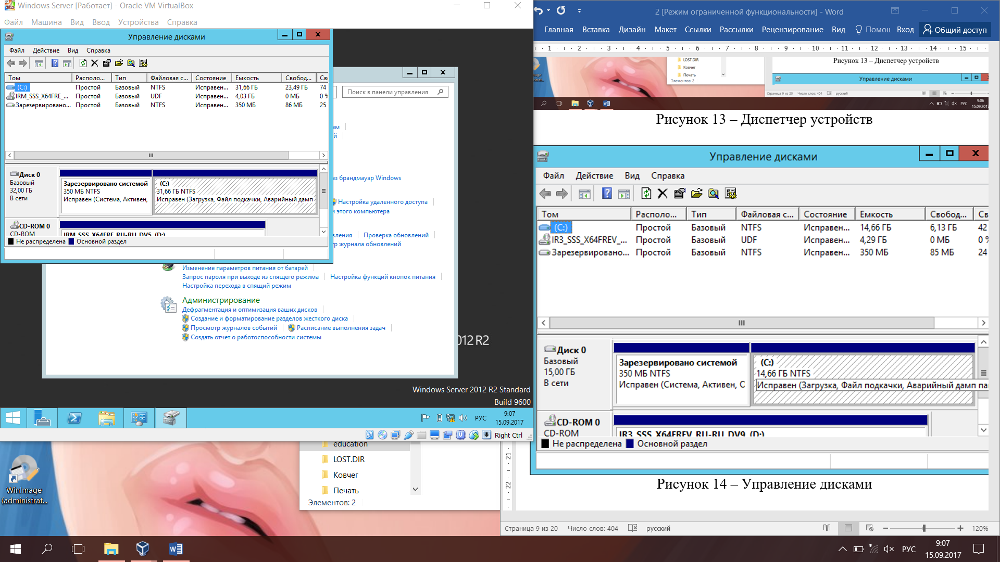 Windows Server [Работает] - Oracle VM VirtualBox
Файл Машина Вид Ввод Устройства Справка
Управление дисками
Файл Действие Вид Справка
Том Располо... Тип Файловая с... Состояние Емкость Свобод... Св
(C:) Простой Базовый NTFS Исправен... 31,66 ГБ 23,49 ГБ 74
IRM_SSS_X64FRE_... Простой Базовый UDF Исправен... 4,03 ГБ 0 МБ 0 %
Зарезервировано... Простой Базовый NTFS Исправен... 350 МБ 86 МБ 25
Диск 0
Базовый
32,00 ГБ
В сети
Зарезервировано системой
350 МБ NTFS
Исправен (Система, Активен,
(C:)
31,66 ГБ NTFS
Исправен (Загрузка, Файл подкачки, Аварийный дамп
CD-ROM 0
CD-ROM
IRM_SSS_X64FRE_RU-RU_DV5 (D:)
Не распределена Основной раздел
Поиск в панели управления
ем
й
ез брандмауэр Windows
Настройка удаленного доступа
и этого компьютера
ления Проверка обновлений
р журнала обновлений
Изменение параметров питания от батарей
Запрос пароля при выходе из спящего режима Настройка функций кнопок питания
Настройка перехода в спящий режим
Администрирование
Дефрагментация и оптимизация ваших дисков
Создание и форматирование разделов жесткого диска
Просмотр журналов событий Расписание выполнения задач
Создать отчет о работоспособности системы
012 R2
Windows Server 2012 R2 Standard
Build 9600
РУС 9:07
15.09.2017
Right Ctrl
education
LOST.DIR
Ковчег
Печать
Элементов: 2
WinImage
(administrat...
2 [Режим ограниченной функциональности] - Word
Главная Вставка Дизайн Макет Ссылки Рассылки Рецензирование Вид Помощ Вход Общий доступ
1 2 3 4 5 6 7 8 9 10 11 12 13 14 15
LOST.DIR
Ковчег
Печать
Элементов: 2
Рисунок 13 – Диспетчер устройств
Управление дисками
Страница 9 из 20 Число слов: 404 русский
РУС 9:06
15.09.2017
Рисунок 13 – Диспетчер устройств
Управление дисками
Файл Действие Вид Справка
Том Располо... Тип Файловая с... Состояние Емкость Свобод... Св
(C:) Простой Базовый NTFS Исправен... 14,66 ГБ 6,13 ГБ 42
IR3_SSS_X64FREV_... Простой Базовый UDF Исправен... 4,29 ГБ 0 МБ 0 %
Зарезервировано... Простой Базовый NTFS Исправен... 350 МБ 85 МБ 24
Диск 0
Базовый
15,00 ГБ
В сети
Зарезервировано системой
350 МБ NTFS
Исправен (Система, Активен, О
(C:)
14,66 ГБ NTFS
Исправен (Загрузка, Файл подкачки, Аварийный дамп па
CD-ROM 0
CD-ROM
IR3_SSS_X64FREV_RU-RU_DV9 (D:)
Не распределена Основной раздел
21
22
Рисунок 14 – Управление дисками
Страница 9 из 20 Число слов: 404 русский 120%
РУС 9:07
15.09.2017